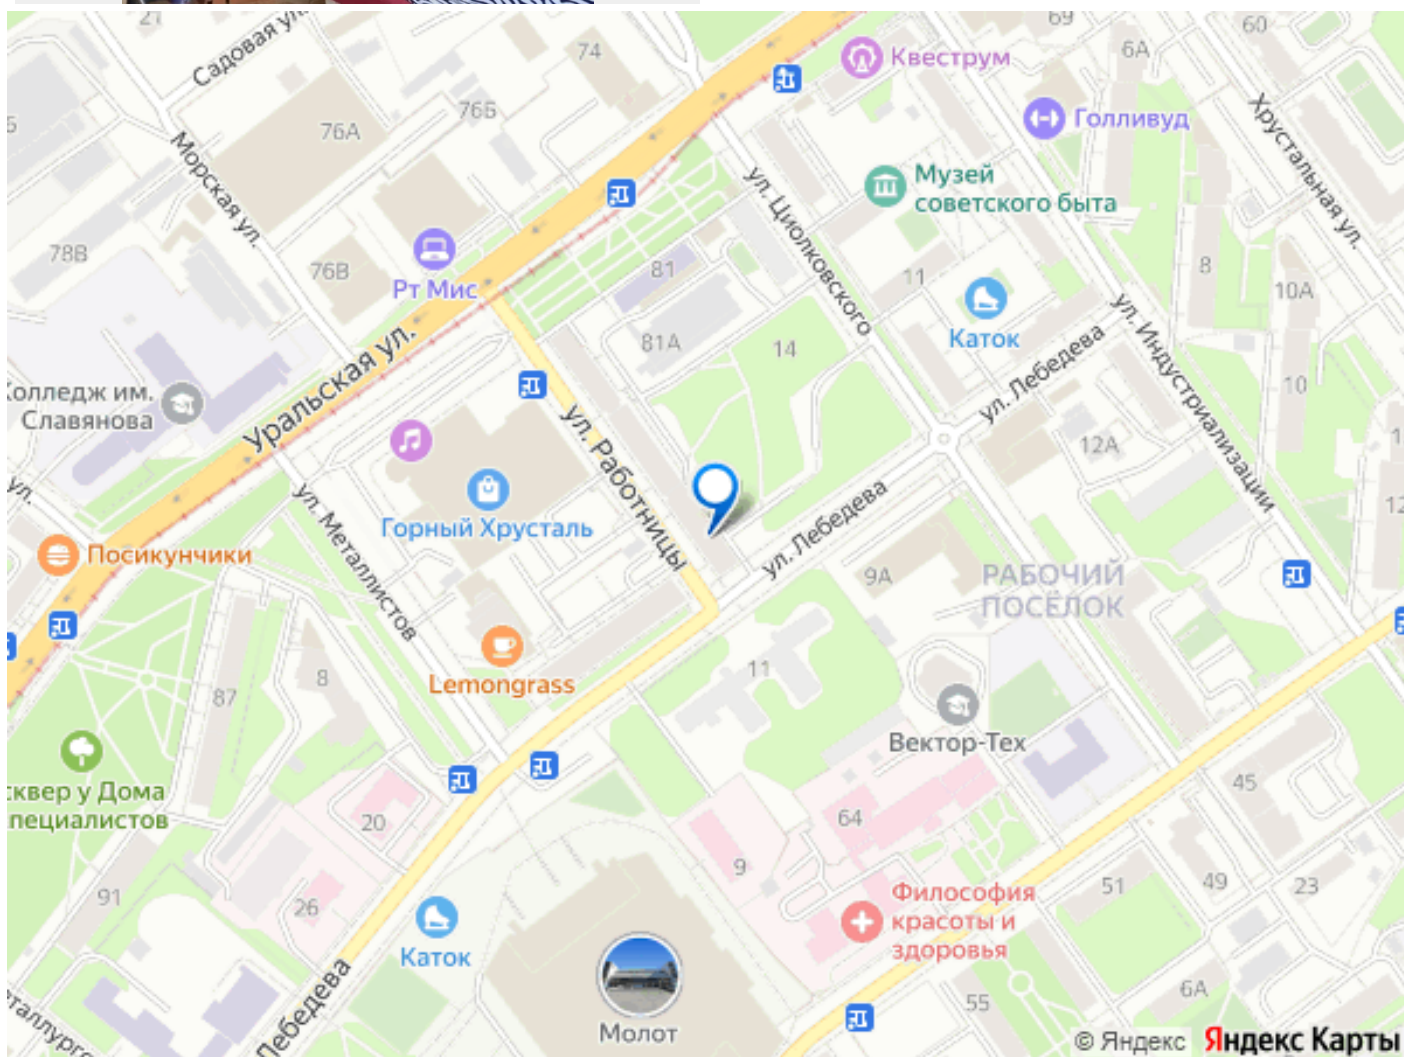 21
Садовая ул.
74
69
60
6А
Квеструм
76Б
76А
Голливуд
Хрустальная ул.
Морская ул.
ул. Циолковского
Музей
советского быта
78В
76В
81
11
8
10А
Рт Мис
Каток
81А
14
ул. Индустриализации
ул. Лебедева
10
Колледж им.
Славянова
Уральская ул.
ул. Работницы
12А
ул.
Горный Хрусталь
ул. Металлистов
ул. Лебедева
Посикунчики
9А
РАБОЧИЙ
ПОСЁЛОК
Lemongrass
8
87
11
Вектор-Тех
45
сквер у Дома
специалистов
20
64
9
91
26
51
49
23
Философия
красоты и
здоровья
Каток
Лебедева
Молот
55
6А
© Яндекс Яндекс Карты